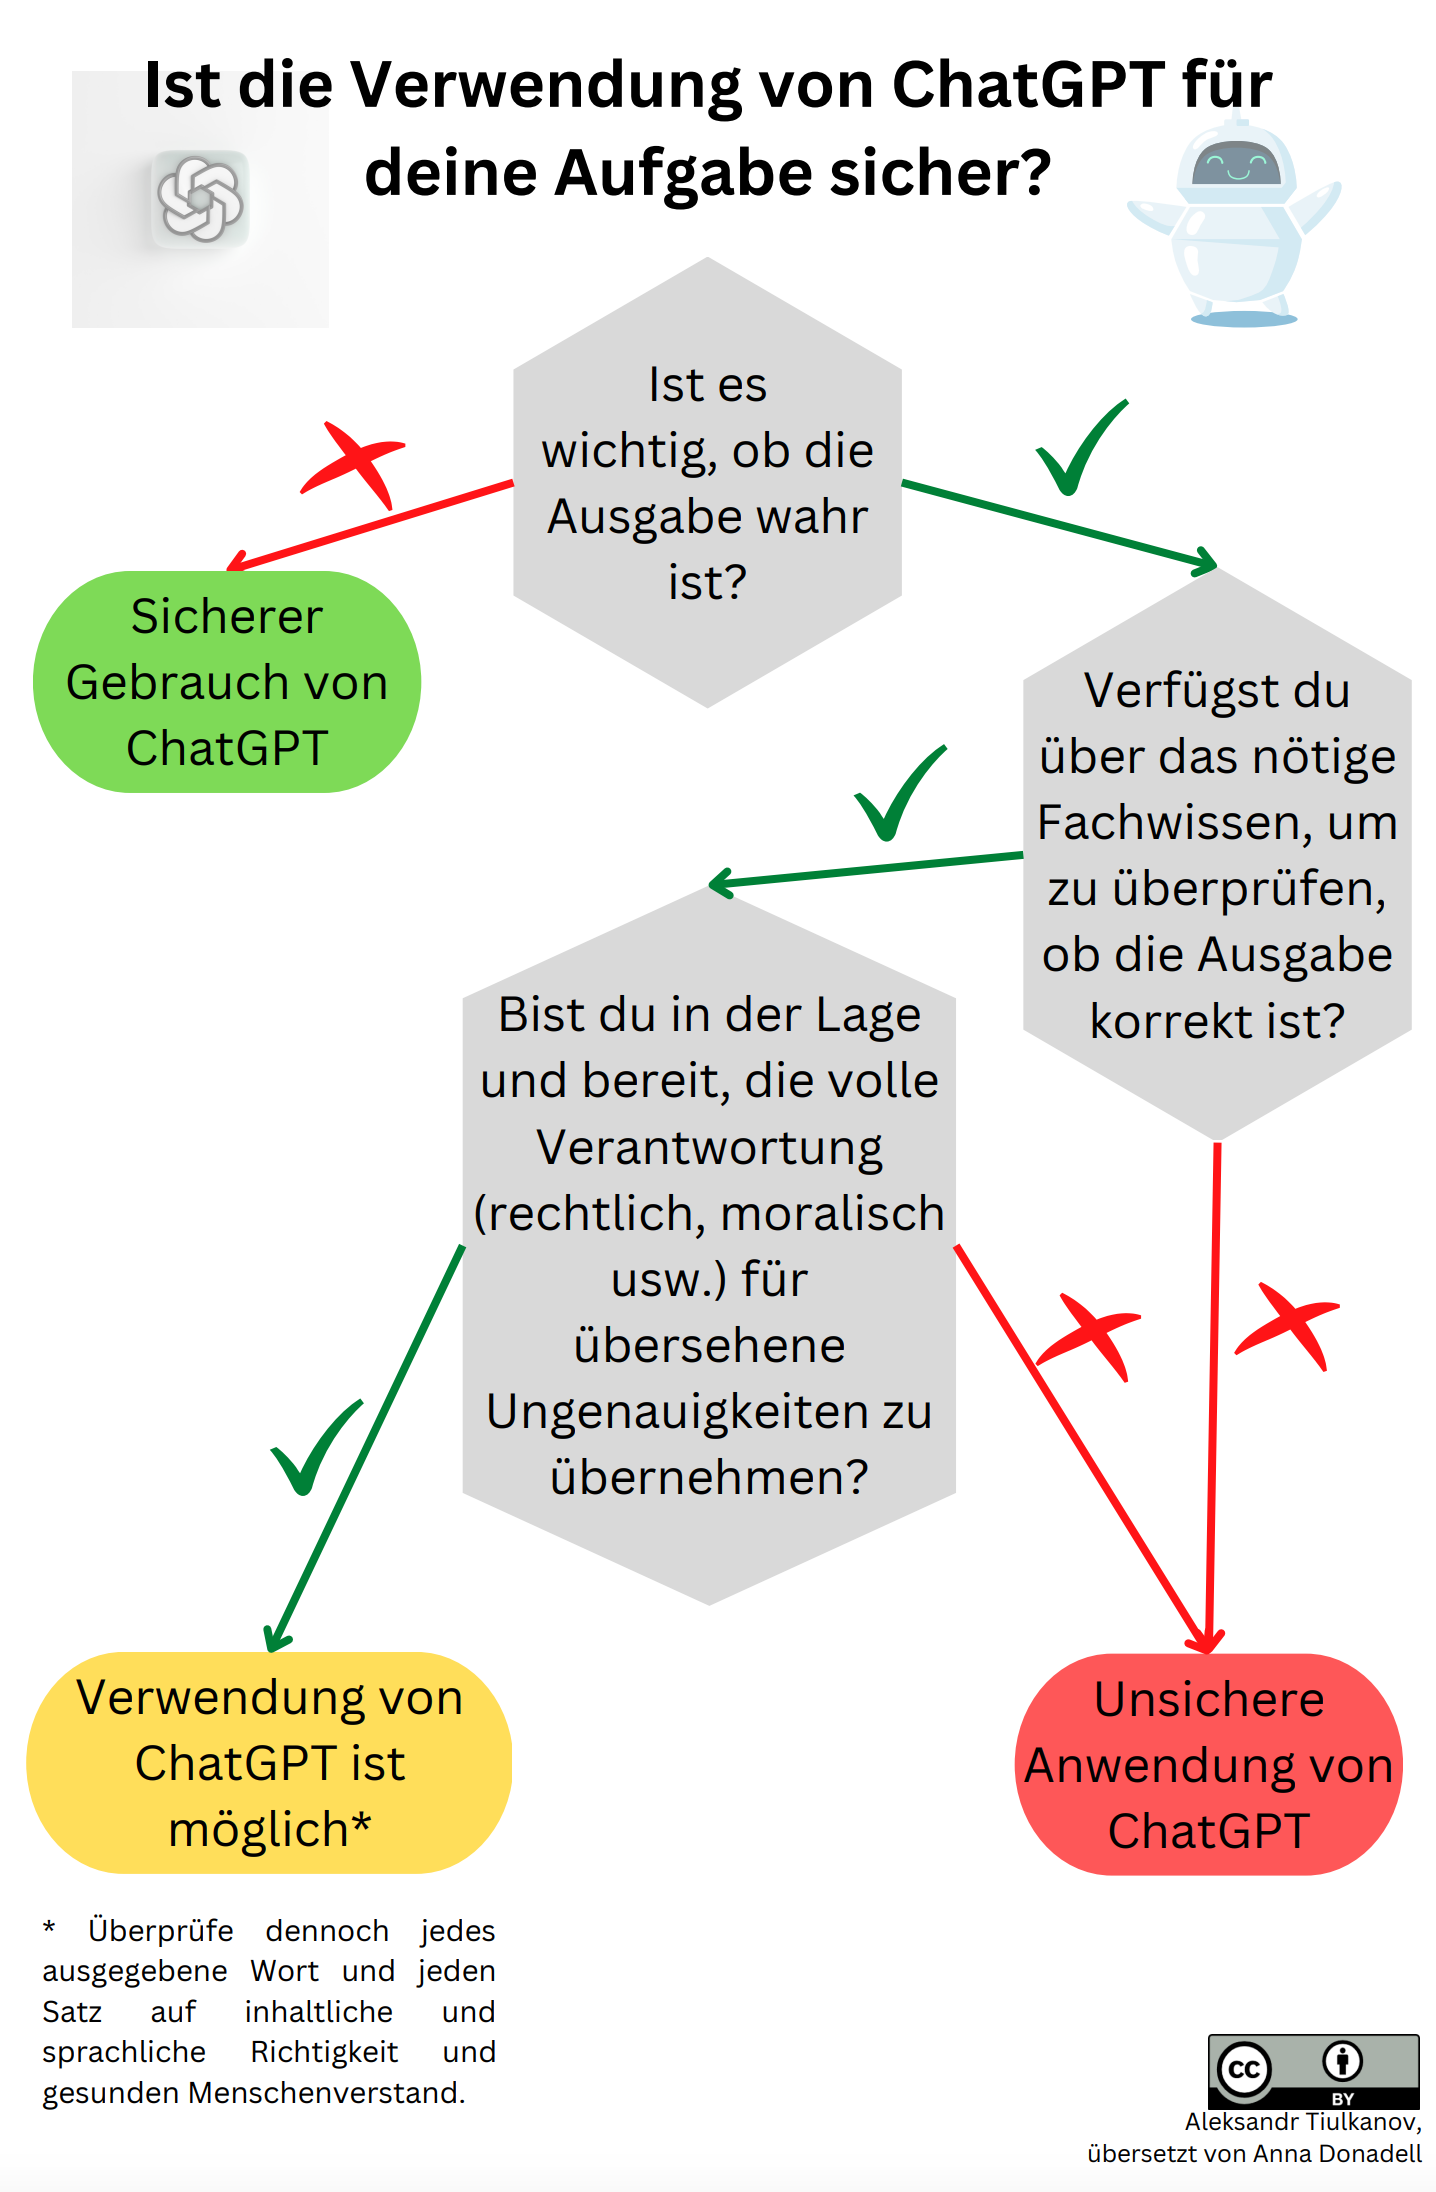 Ist die Verwendung von ChatGPT für
deine Aufgabe sicher?
Ist es
wichtig, ob die
Ausgabe wahr
ist?
Sicherer
Gebrauch von
ChatGPT
Verfügst du
über das nötige
Fachwissen, um
zu überprüfen,
ob die Ausgabe
korrekt ist?
Bist du in der Lage
und bereit, die volle
Verantwortung
(rechtlich, moralisch
usw.) für
übersehene
Ungenauigkeiten zu
übernehmen?
Verwendung von
ChatGPT ist
möglich*
Unsichere
Anwendung von
ChatGPT
* Überprüfe dennoch jedes
ausgegebene Wort und jeden
Satz auf inhaltliche und
sprachliche Richtigkeit und
gesunden Menschenverstand.
cc
BY
Aleksandr Tiulkanov,
übersetzt von Anna Donadell